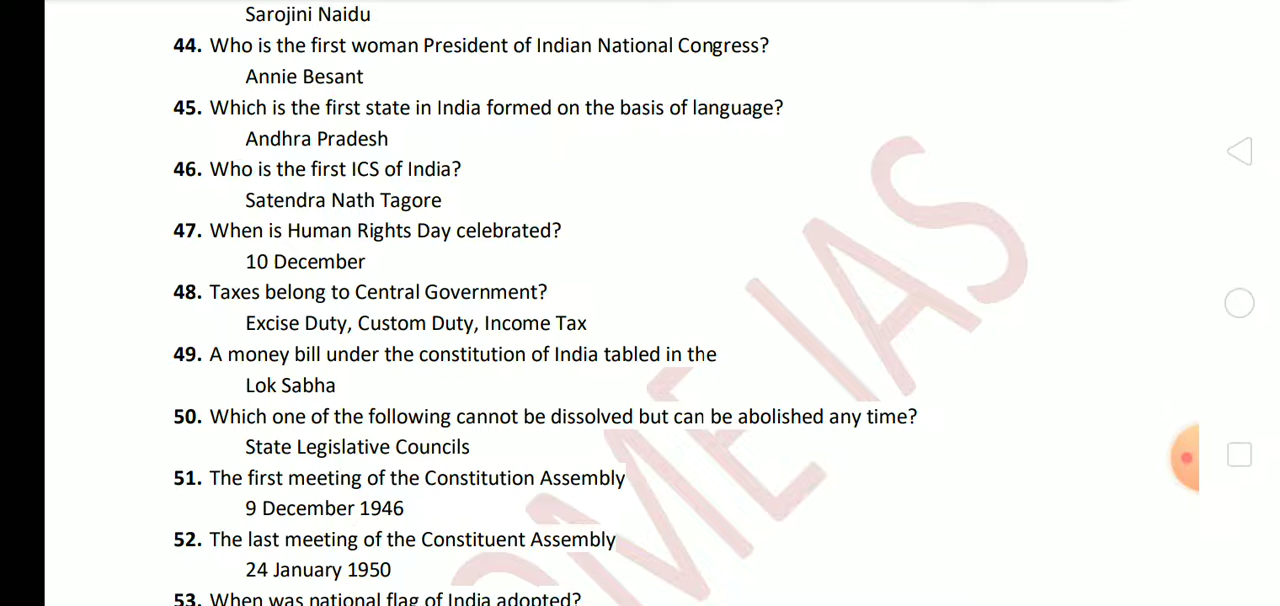 Sarojini Naidu
44. Who is the first woman President of Indian National Congress?
Annie Besant
45. Which is the first state in India formed on the basis of language?
Andhra Pradesh
46. Who is the first ICS of India?
Satendra Nath Tagore
47. When is Human Rights Day celebrated?
10 December
48. Taxes belong to Central Government?
Excise Duty, Custom Duty, Income Tax
49. A money bill under the constitution of India tabled in the
Lok Sabha
50. Which one of the following cannot be dissolved but can be abolished any time?
State Legislative Councils
51. The first meeting of the Constitution Assembly
9 December 1946
52. The last meeting of the Constituent Assembly
24 January 1950
53. When was national flag of India adopted?
OME IAS